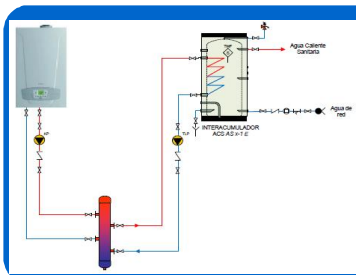 Agua Caliente
Sanitaria
Agua de
red
INTERACUMULADOR
ACS AS x-1 E